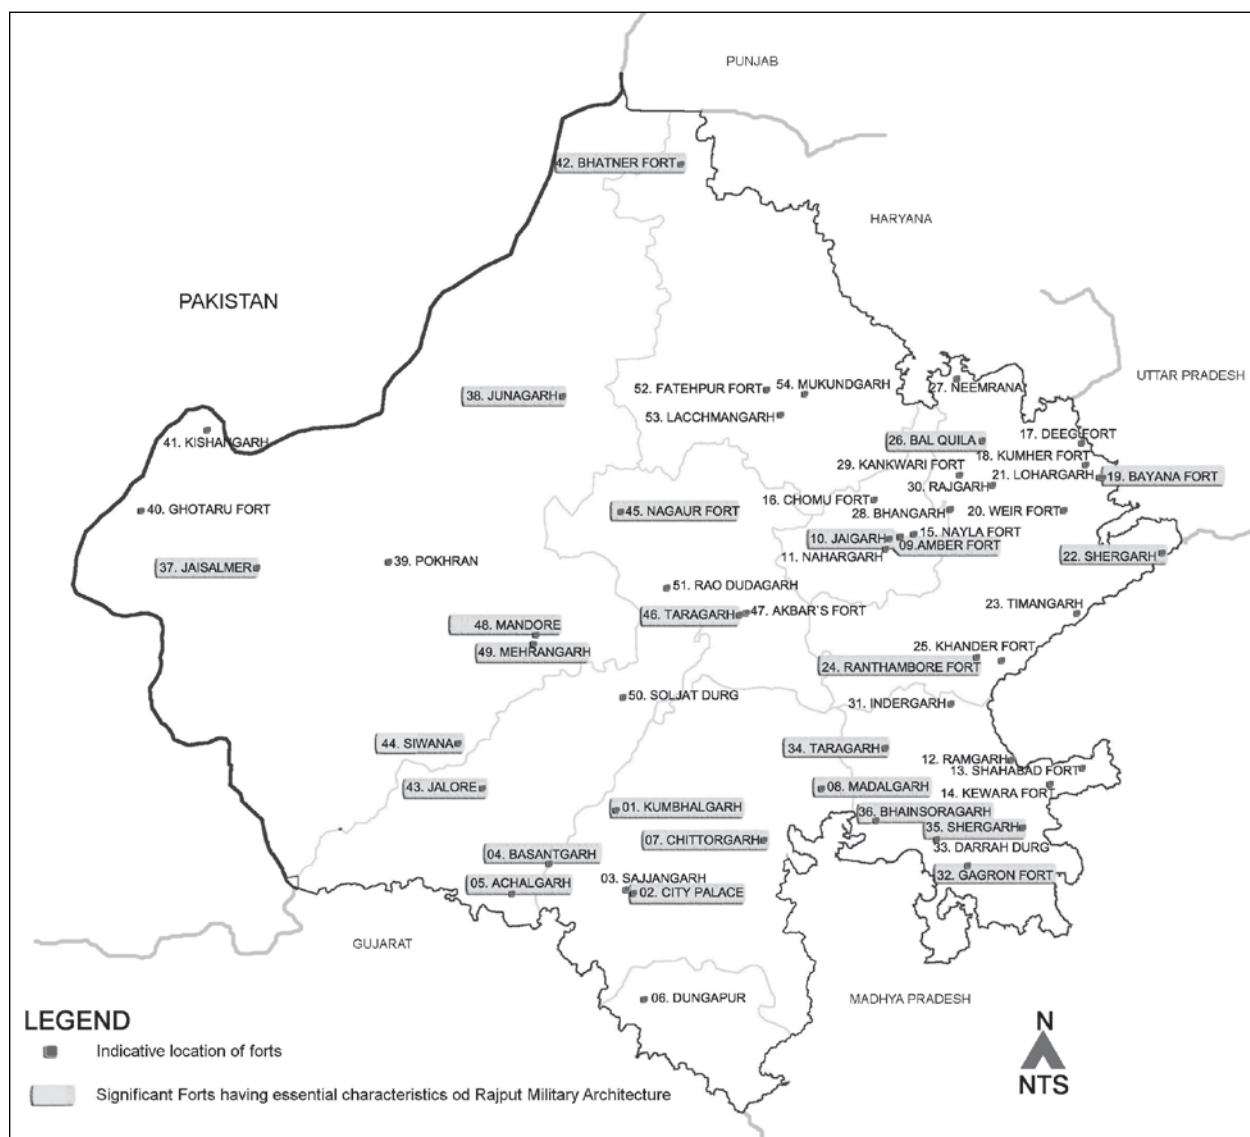 PUNJAB
42. BHATNER FORT
HARYANA
PAKISTAN
UTTAR PRADESH
38. JUNAGARH
52. FATEHPUR FORT
54. MUKUNDGARH
27. NEEMRANA
53. LACCHMANGARH
41. KISHANGARH
26. BAL QUILA
17. DEEG FORT
18. KUMHER FORT
29. KANKWARI FORT
21. LOHARGARH
19. BAYANA FORT
30. RAJGARH
16. CHOMU FORT
40. GHOTARU FORT
45. NAGAUR FORT
28. BHANGARH
20. WEIR FORT
15. NAYLA FORT
10. JAIGARH
09.AMBER FORT
11. NAHARGARH
22. SHERGARH
37. JAISALMER
39. POKHRAN
51. RAO DUDAGARH
46. TARAGARH
47. AKBAR`S FORT
23. TIMANGARH
48. MANDORE
49. MEHRANGARH
25. KHANDER FORT
24. RANTHAMBORE FORT
50. SOLJAT DURG
31. INDERGARH
44. SIWANA
34. TARAGARH
12. RAMGARH
13. SHAHABAD FORT
43. JALORE
08. MADALGARH
14. KEWARA FORT
01. KUMBHALGARH
36. BHAINSORAGARH
35. SHERGARH
07. CHITTORGARH
33. DARRAH DURG
04. BASANTGARH
32. GAGRON FORT
05. ACHALGARH
03. SAJJANGARH
02. CITY PALACE
GUJARAT
06. DUNGAPUR
MADHYA PRADESH
LEGEND
Indicative location of forts
Significant Forts having essential characteristics od Rajput Military Architecture
N
NTS